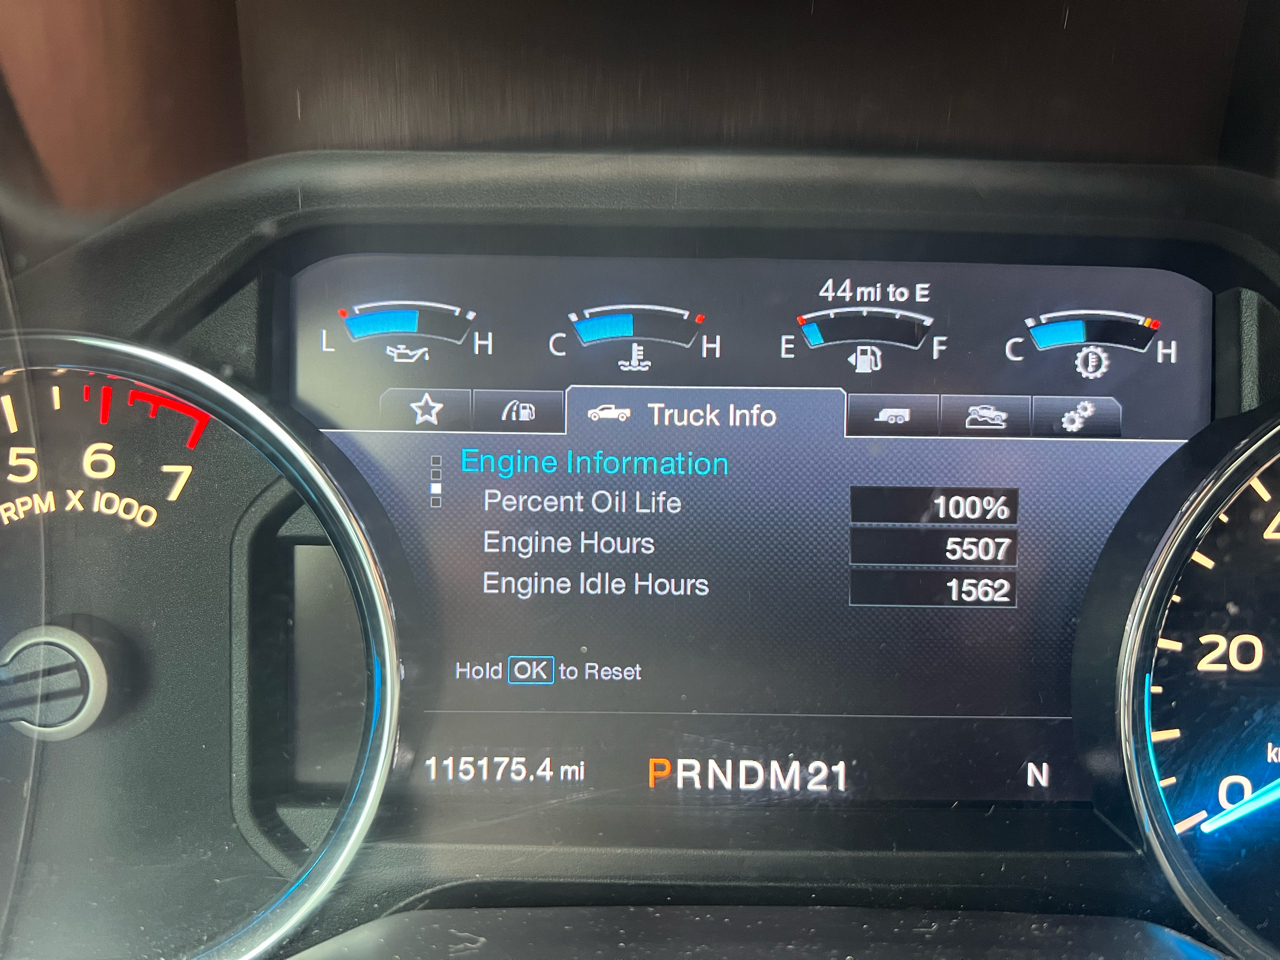 44 mi to E
L H C H E F C H
Truck Info
Engine Information
Percent Oil Life 100%
Engine Hours 5507
Engine Idle Hours 1562
Hold OK to Reset
115175.4 mi PRNDM21 N
5 6 7
RPM X 1000
20
0